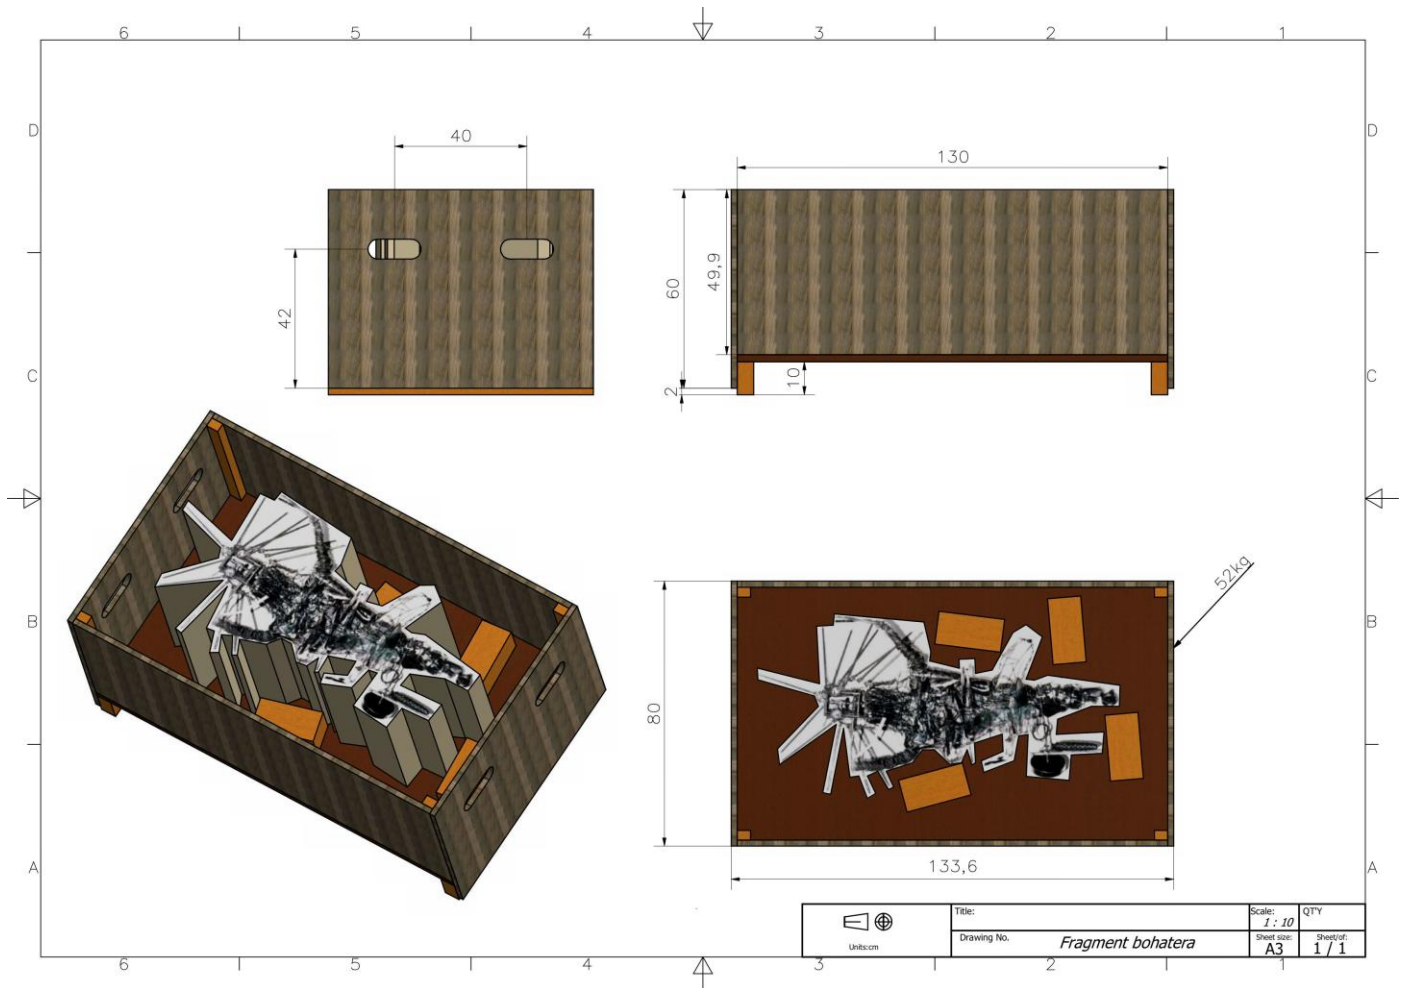 6 5 4 3 2 1
D D
40
130
42
60
49,9
10
2
C C
B B
52kg
80
133,6
A A
Title:
Scale:
1 : 10
QT'Y
Units:cm
Drawing No.
Fragment bohatera
Sheet size:
A3
Sheet/of:
1 / 1
6 5 4 3 2 1